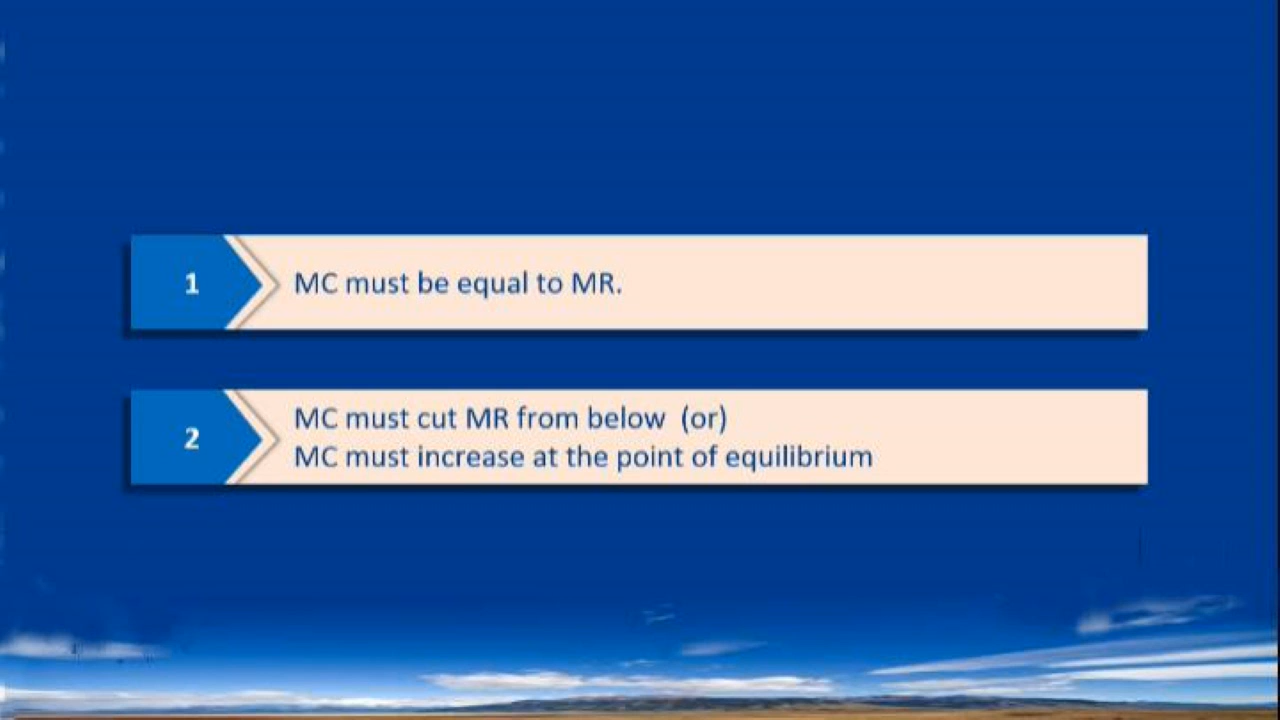 1
MC must be equal to MR.
2
MC must cut MR from below (or)
MC must increase at the point of equilibrium